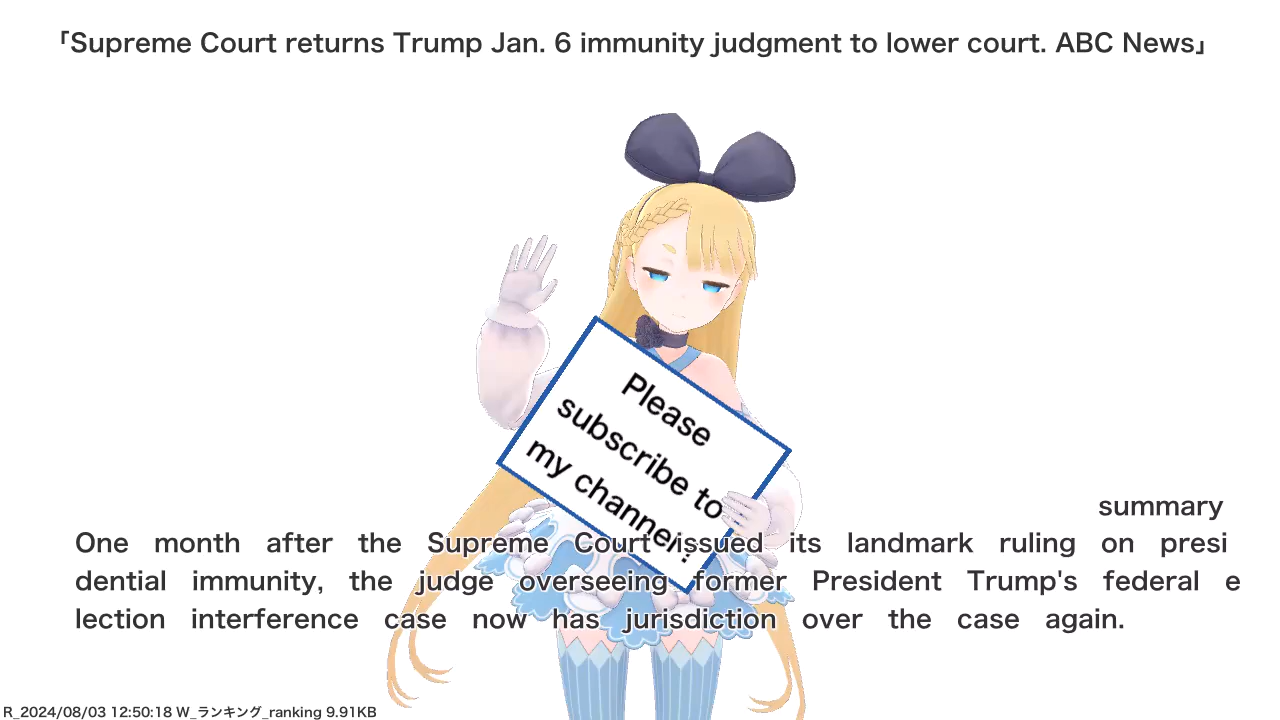 「Supreme Court returns Trump Jan. 6 immunity judgment to lower court. ABC News」
Please
subscribe to
my channel!
summary
One month after the Supreme Court issued its landmark ruling on presi
dential immunity, the judge overseeing former President Trump's federal e
lection interference case now has jurisdiction over the case again.
R_2024/08/03 12:50:18 W_ランキング_ranking 9.91KB